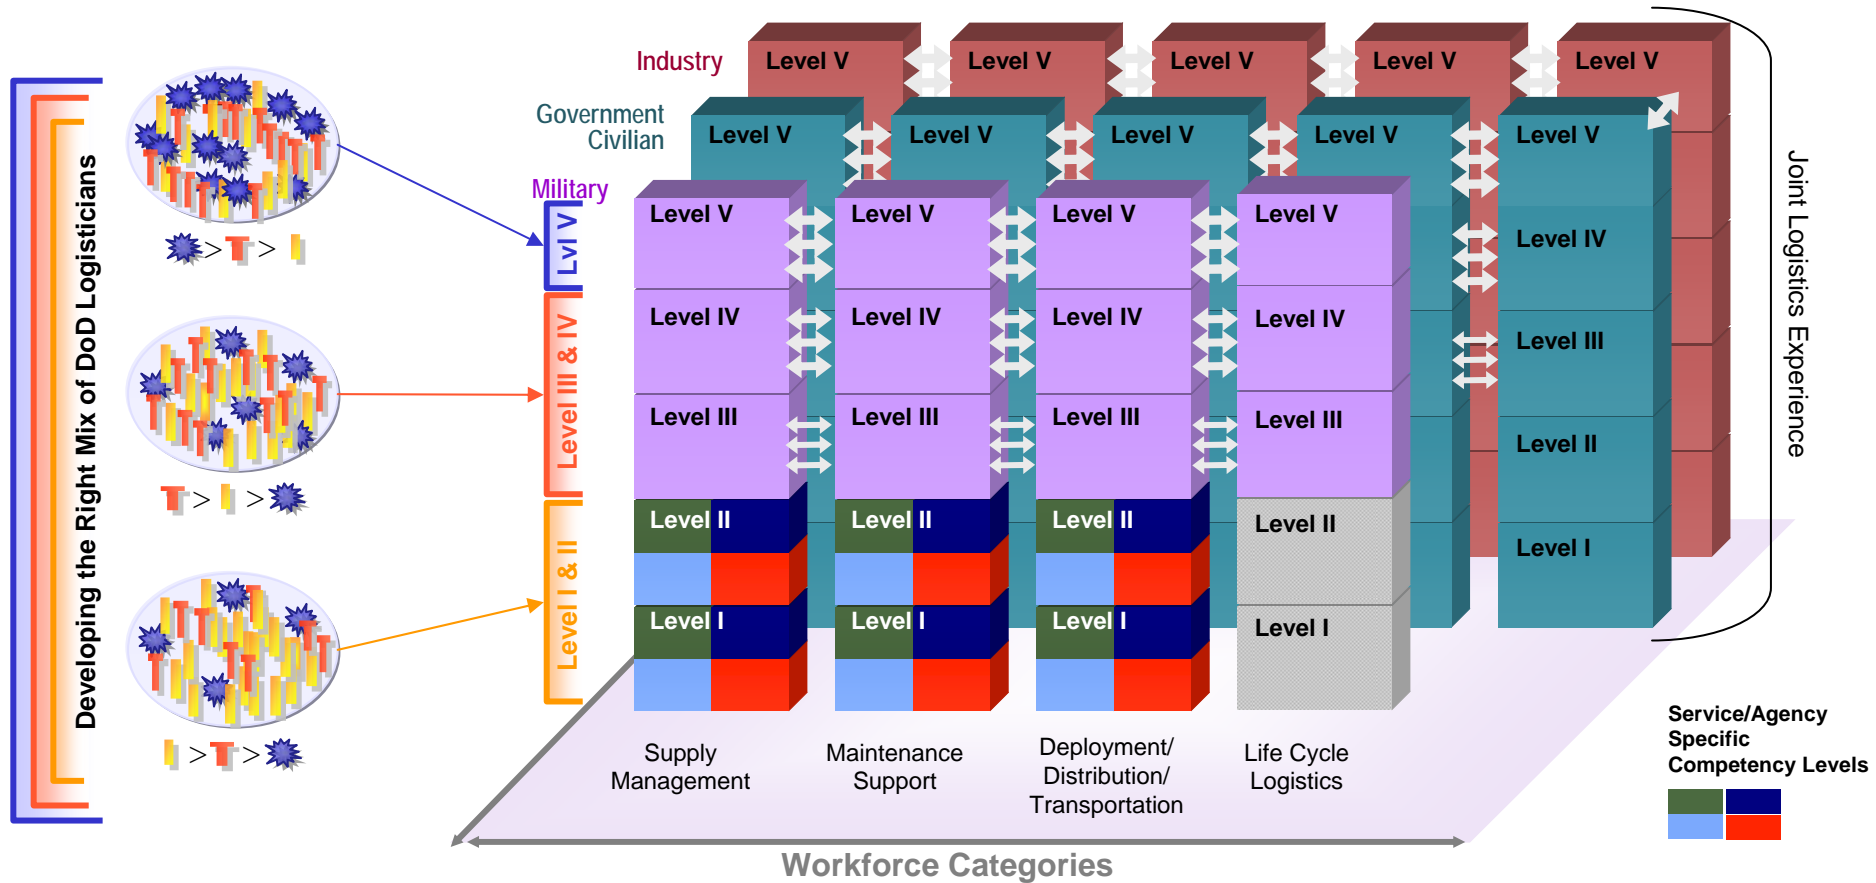 Developing the Right Mix of DoD Logisticians
>
>
>
>
>
>
Lvl V
Level III & IV
Level I & II
Industry
Level V
Level V
Level V
Level V
Level V
Government
Civilian
Level V
Level V
Level V
Level V
Level V
Level IV
Level III
Level II
Level I
Military
Level V
Level V
Level V
Level V
Level IV
Level IV
Level IV
Level IV
Level III
Level III
Level III
Level III
Level II
Level II
Level II
Level II
Level I
Level I
Level I
Level I
Supply
Management
Maintenance
Support
Deployment/
Distribution/
Transportation
Life Cycle
Logistics
Workforce Categories
Joint Logistics Experience
Service/Agency
Specific
Competency Levels